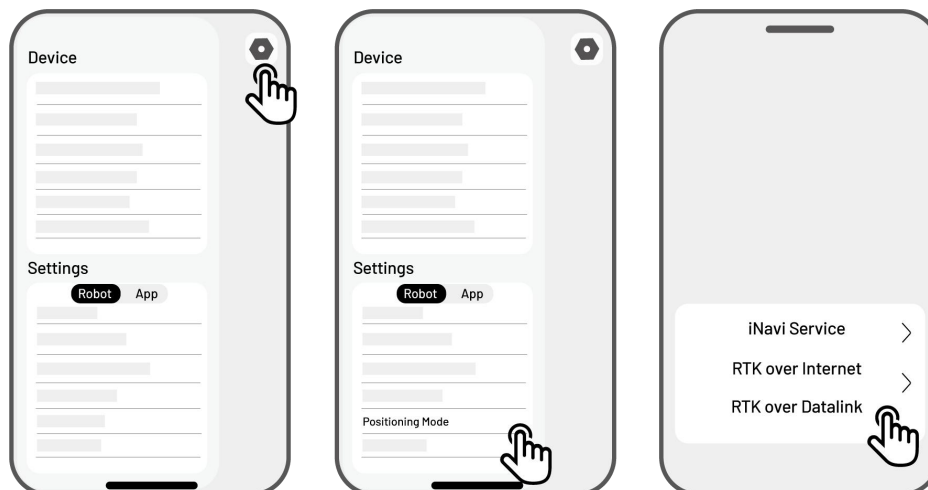 Device
Settings
Robot App
Device
Settings
Robot App
Positioning Mode
iNavi Service
RTK over Internet
RTK over Datalink